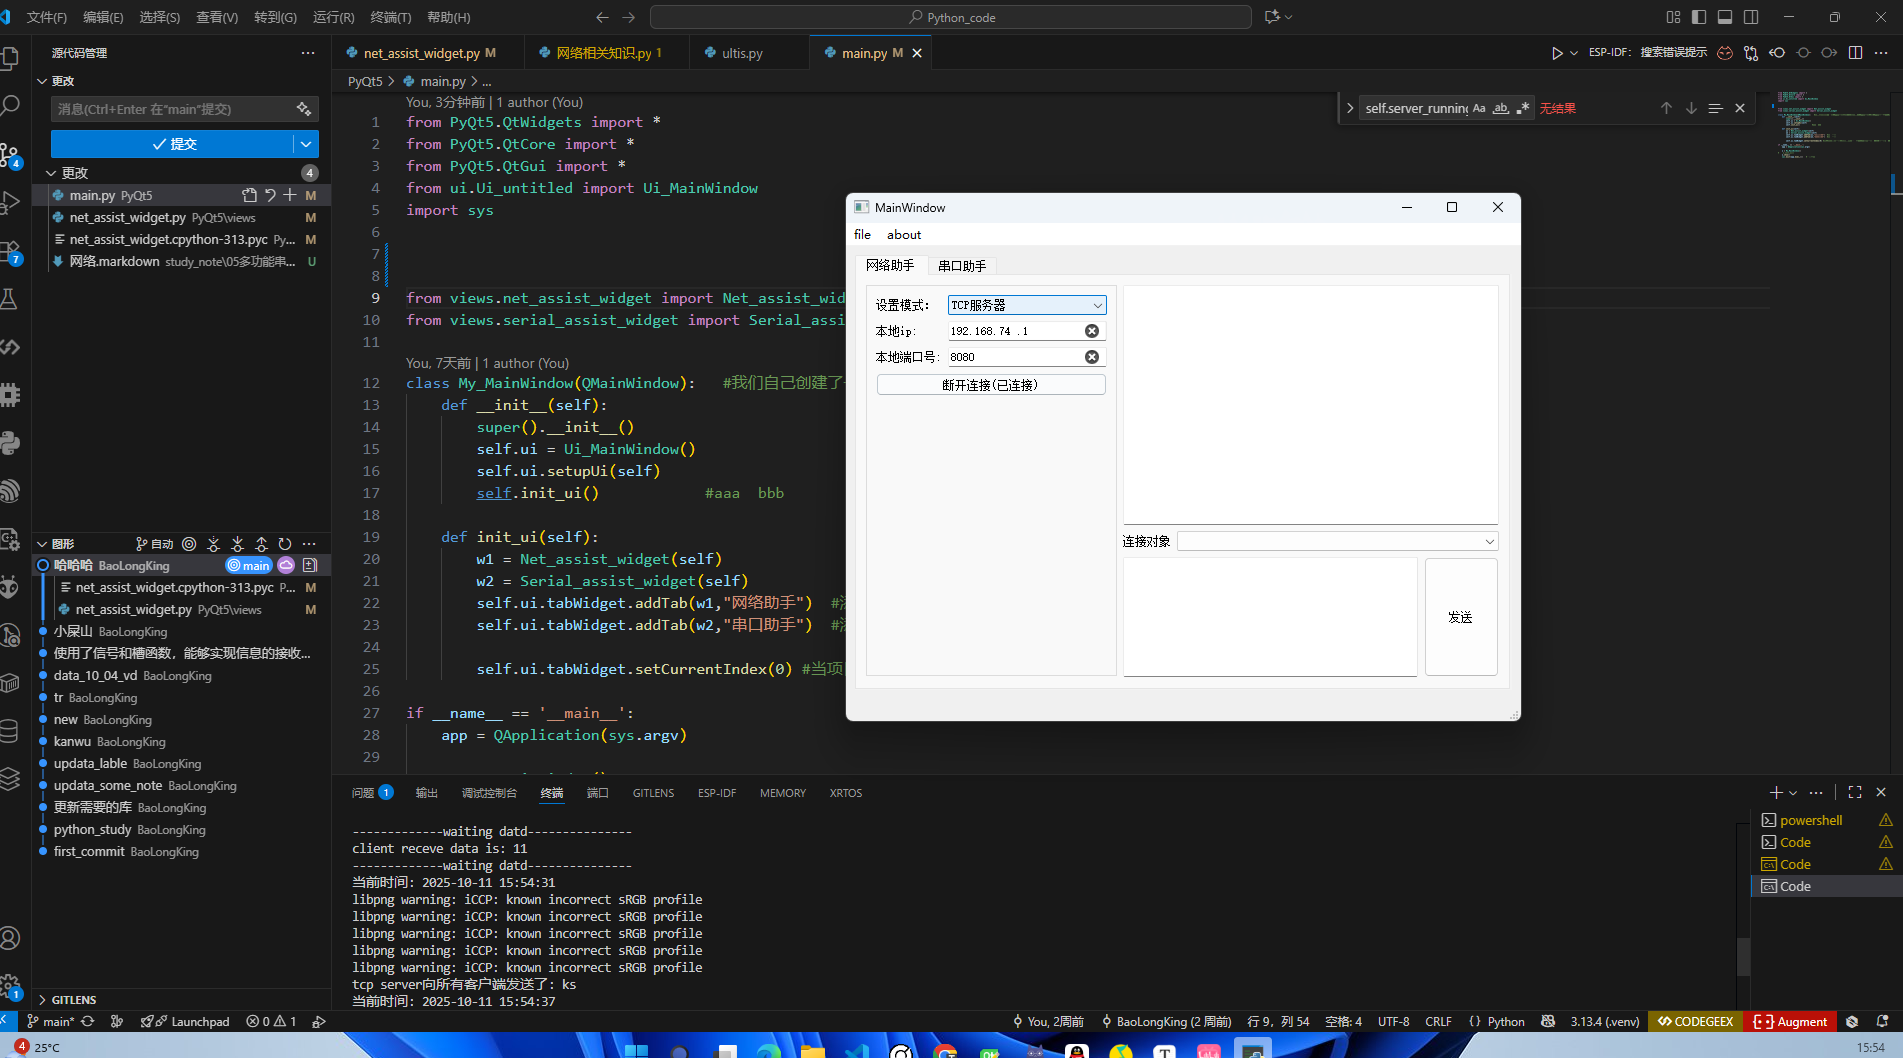 文件(F) 编辑(E) 选择(S) 查看(V) 转到(G) 运行(R) 终端(T) 帮助(H)
Python_code
源代码管理
net_assist_widget.py M
网络相关知识.py 1
ultis.py
main.py M
ESP-IDF: 搜索错误提示
更改
PyQt5 > main.py > ...
消息(Ctrl+Enter 在"main"提交)
提交
更改 4
main.py PyQt5 M
net_assist_widget.py PyQt5\views M
net_assist_widget.cpython-313.pyc Py... M
网络.markdown study_note\05多功能串... U
4
7
1
self.server_running
Aa ab
无结果
You, 3分钟前 | 1 author (You)
1 from PyQt5.QtWidgets import *
2 from PyQt5.QtCore import *
3 from PyQt5.QtGui import *
4 from ui.Ui_untitled import Ui_MainWindow
5 import sys
6
7
8
9 from views.net_assist_widget import Net_assist_wid
10 from views.serial_assist_widget import Serial_assi
11
You, 7天前 | 1 author (You)
12 class My_MainWindow(QMainWindow): #我们自己创建了
13 def __init__(self):
14 super().__init__()
15 self.ui = Ui_MainWindow()
16 self.ui.setupUi(self)
17 self.init_ui() #aaa bbb
18
19 def init_ui(self):
20 w1 = Net_assist_widget(self)
21 w2 = Serial_assist_widget(self)
22 self.ui.tabWidget.addTab(w1,"网络助手")
23 self.ui.tabWidget.addTab(w2,"串口助手")
24
25 self.ui.tabWidget.setCurrentIndex(0) #当项
26
27 if __name__ == '__main__':
28 app = QApplication(sys.argv)
29
MainWindow
file about
网络助手 串口助手
设置模式: TCP服务器
本地ip: 192.168.74 .1
本地端口号: 8080
断开连接(已连接)
连接对象
发送
图形 自动
哈哈哈 BaoLongKing main
net_assist_widget.cpython-313.pyc P... M
net_assist_widget.py PyQt5\views M
小屎山 BaoLongKing
使用了信号和槽函数，能够实现信息的接收...
data_10_04_vd BaoLongKing
tr BaoLongKing
new BaoLongKing
kanwu BaoLongKing
updata_lable BaoLongKing
updata_some_note BaoLongKing
更新需要的库 BaoLongKing
python_study BaoLongKing
first_commit BaoLongKing
GITLENS
问题 1 输出 调试控制台 终端 端口 GITLENS ESP-IDF MEMORY XRTOS
-------------waiting datd---------------
client receve data is: 11
-------------waiting datd---------------
当前时间: 2025-10-11 15:54:31
libpng warning: iCCP: known incorrect sRGB profile
libpng warning: iCCP: known incorrect sRGB profile
libpng warning: iCCP: known incorrect sRGB profile
libpng warning: iCCP: known incorrect sRGB profile
libpng warning: iCCP: known incorrect sRGB profile
tcp server向所有客户端发送了: ks
当前时间: 2025-10-11 15:54:37
powershell
Code
Code
Code
main* Launchpad 0 1
You, 2周前 BaoLongKing (2 周前) 行 9，列 54 空格: 4 UTF-8 CRLF {} Python 3.13.4 (.venv) CODEGEEX Augment
4 25°C
15:54